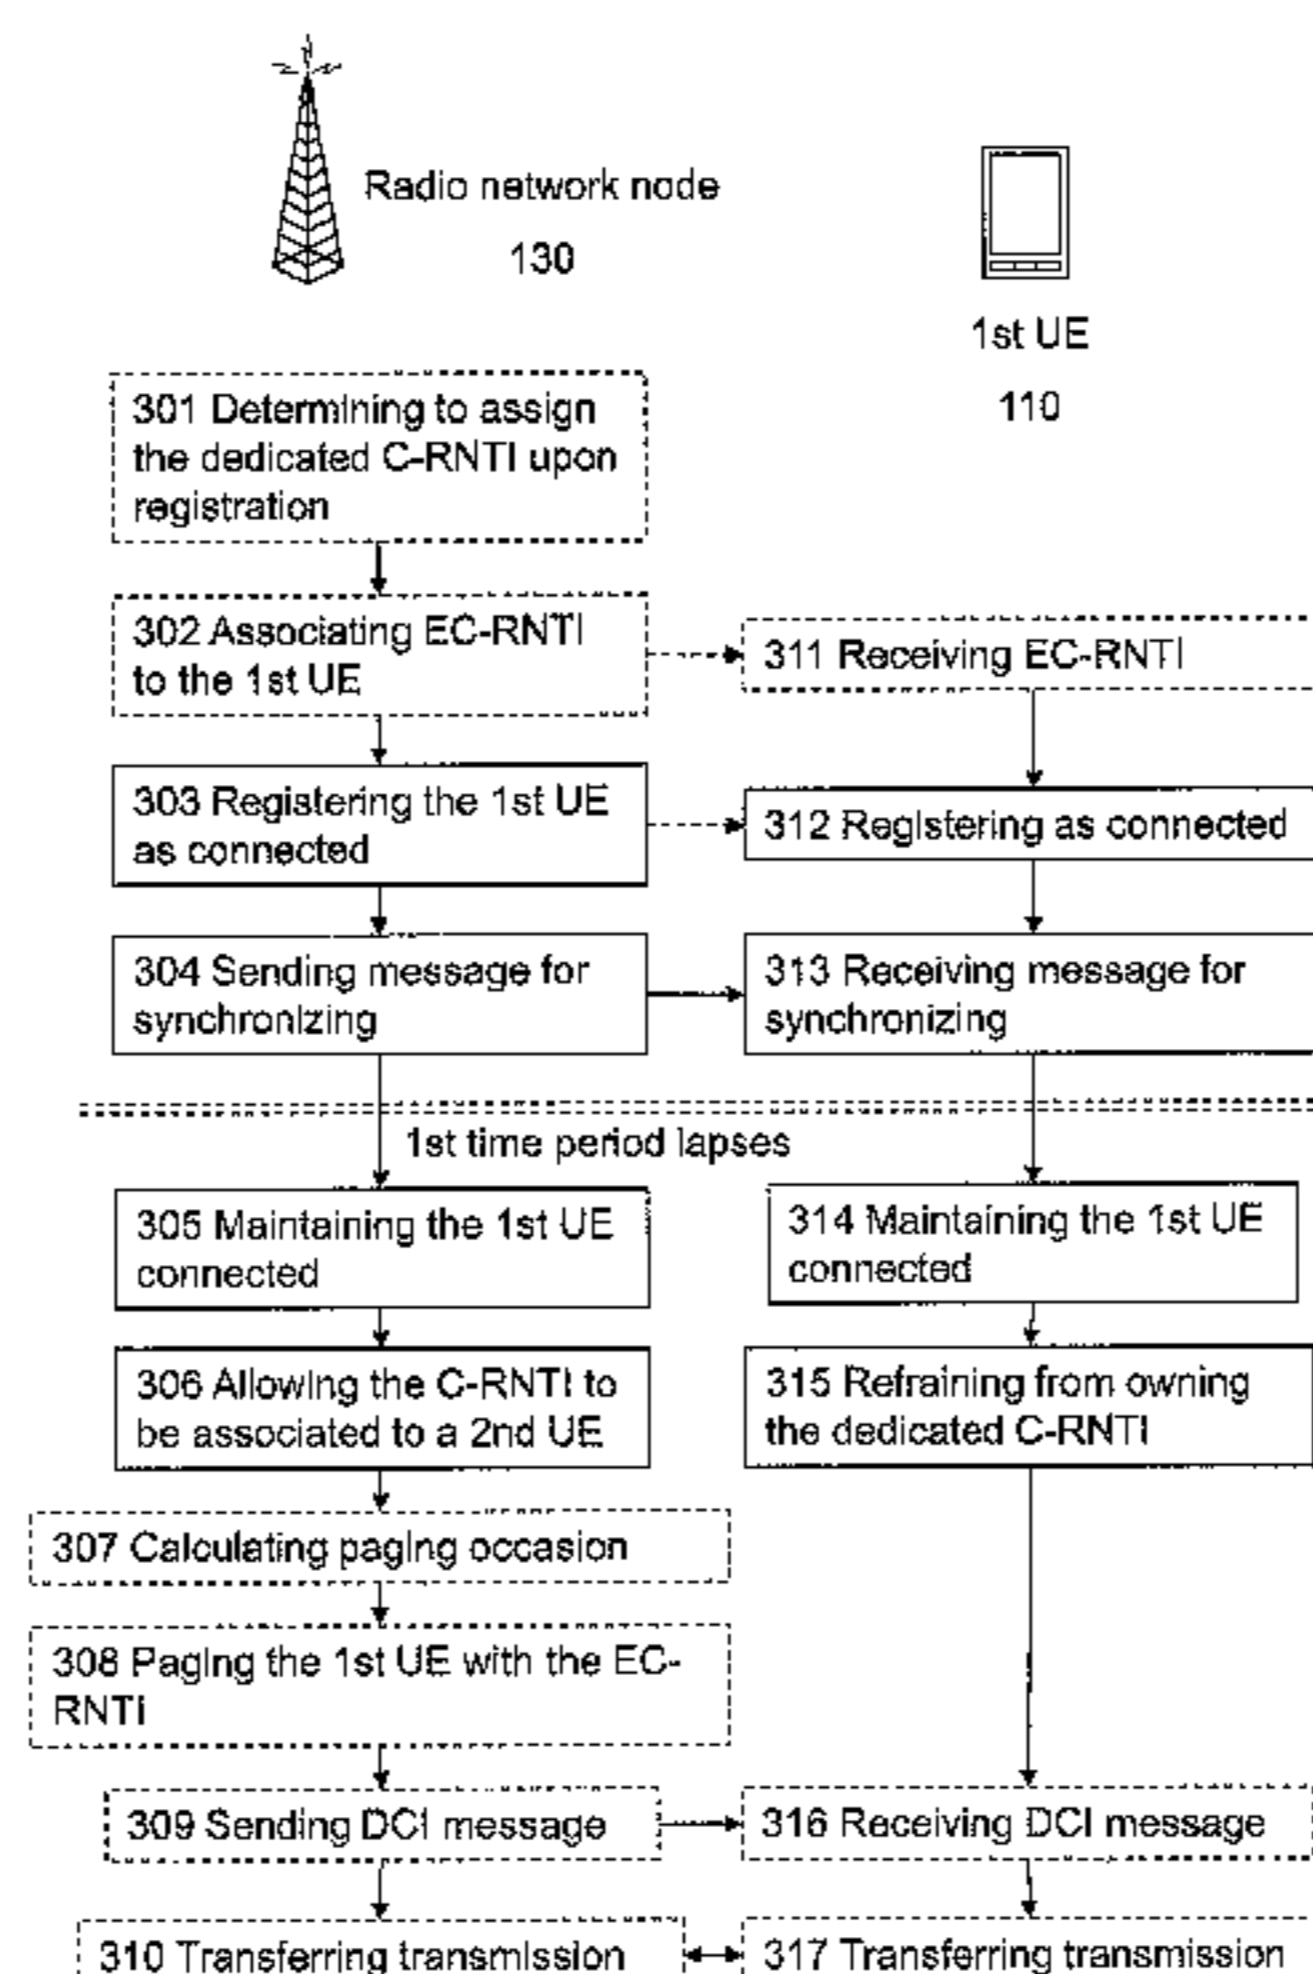 Radio network node
130
1st UE
110
301 Determining to assign
the dedicated C-RNTI upon
registration
302 Associating EC-RNTI
to the 1st UE
311 Receiving EC-RNTI
303 Registering the 1st UE
as connected
312 Registering as connected
304 Sending message for
synchronizing
313 Receiving message for
synchronizing
1st time period lapses
305 Maintaining the 1st UE
connected
314 Maintaining the 1st UE
connected
306 Allowing the C-RNTI to
be associated to a 2nd UE
315 Refraining from owning
the dedicated C-RNTI
307 Calculating paging occasion
308 Paging the 1st UE with the EC-
RNTI
309 Sending DCI message
316 Receiving DCI message
310 Transferring transmission
317 Transferring transmission